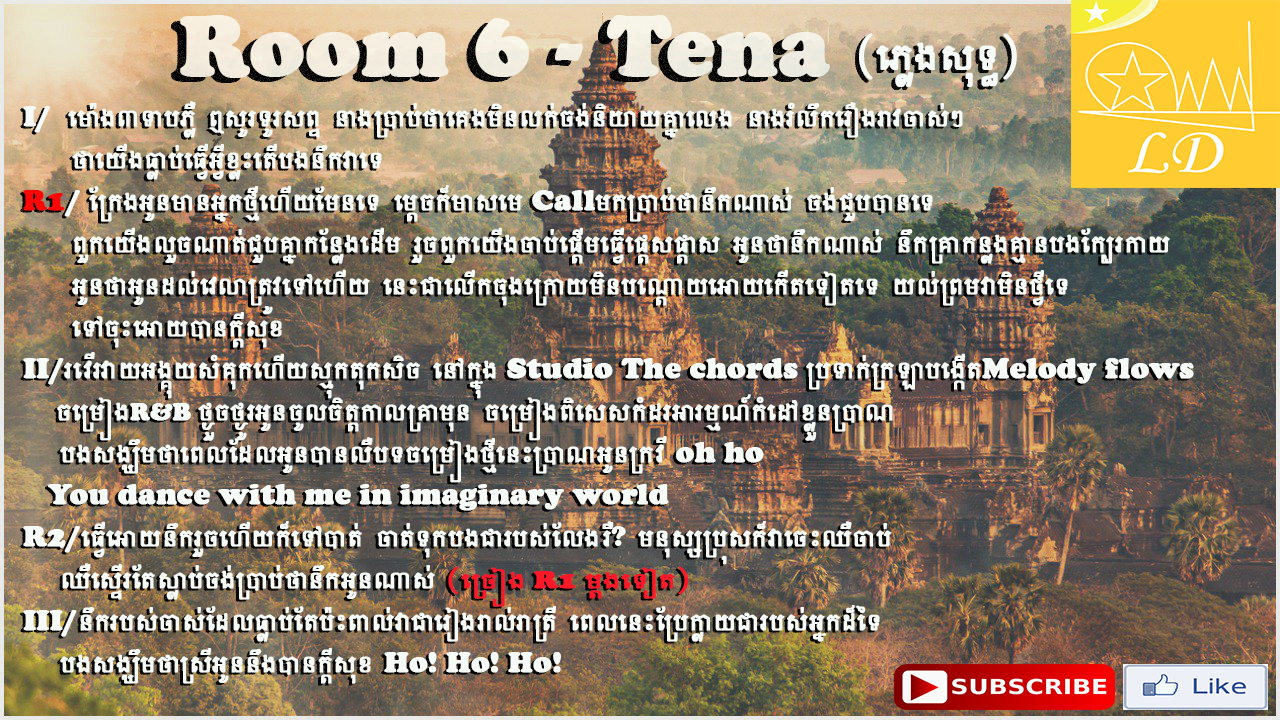 Room 6 - Tena (ភ្លេងសុទ្ធ)
LD
I/ ម៉ោង៣ទាបភ្លឺ ឮសូរទូរសព្ទ នាងប្រាប់ថាគេងមិនលក់ចង់និយាយគ្នាលេង នាងរំលឹករឿងរាវចាស់ៗ
ថាយើងធ្លាប់ធ្វើអ្វីខ្លះតើបងនឹករាទេ
R1/ ក្រែងអូនមានអ្នកថ្មីហើយមែនទេ ម្ដេចក៏មាសមេ Callមកប្រាប់ថានឹកណាស់ ចង់ជួបបានទេ
ពួកយើងលួចណាត់ជួបគ្នាកន្លែងដើម រួចពួកយើងចាប់ផ្ដើមធ្វើផ្ដេសផ្ដាស អូនថានឹកណាស់ នឹកគ្រាកន្លងគ្មានបងក្បែរកាយ
អូនថាអូនដល់វេលាត្រូវទៅហើយ នេះជាលើកចុងក្រោយមិនបណ្ដោយអោយកើតទៀតទេ យល់ព្រមវាមិនថ្វីទេ
ទៅចុះអោយបានក្ដីសុខ
II/រវើរវាយអង្គុយសំគុកហើយស្មុកតុកសិច នៅក្នុង Studio The chords ប្រទាក់ក្រឡាបង្កើតMelody flows
ចម្រៀងR&B ថ្ងួចថ្ងូរអូនចូលចិត្តកាលគ្រាមុន ចម្រៀងពិសេសកំដរអារម្មណ៍កំដៅខ្លួនប្រាណ
បងសង្ឃឹមថាពេលដែលអូនបានលឺបទចម្រៀងថ្មីនេះប្រាណអូនក្រវី oh ho
You dance with me in imaginary world
R2/ធ្វើអោយនឹករួចហើយក៏ទៅបាត់ ចាត់ទុកបងជារបស់លែងរឺ? មនុស្សប្រុសក៏វាចេះឈឺចាប់
ឈឺស្ទើរតែស្លាប់ចង់ប្រាប់ថានឹកអូនណាស់ (ច្រៀង R1 ម្ដងទៀត)
III/នឹករបស់ចាស់ដែលធ្លាប់តែប៉ះពាល់វាជារៀងរាល់រាត្រី ពេលនេះប្រែក្លាយជារបស់អ្នកដ៏ទៃ
បងសង្ឃឹមថាស្រីអូននឹងបានក្ដីសុខ Ho! Ho! Ho!
SUBSCRIBE
Like